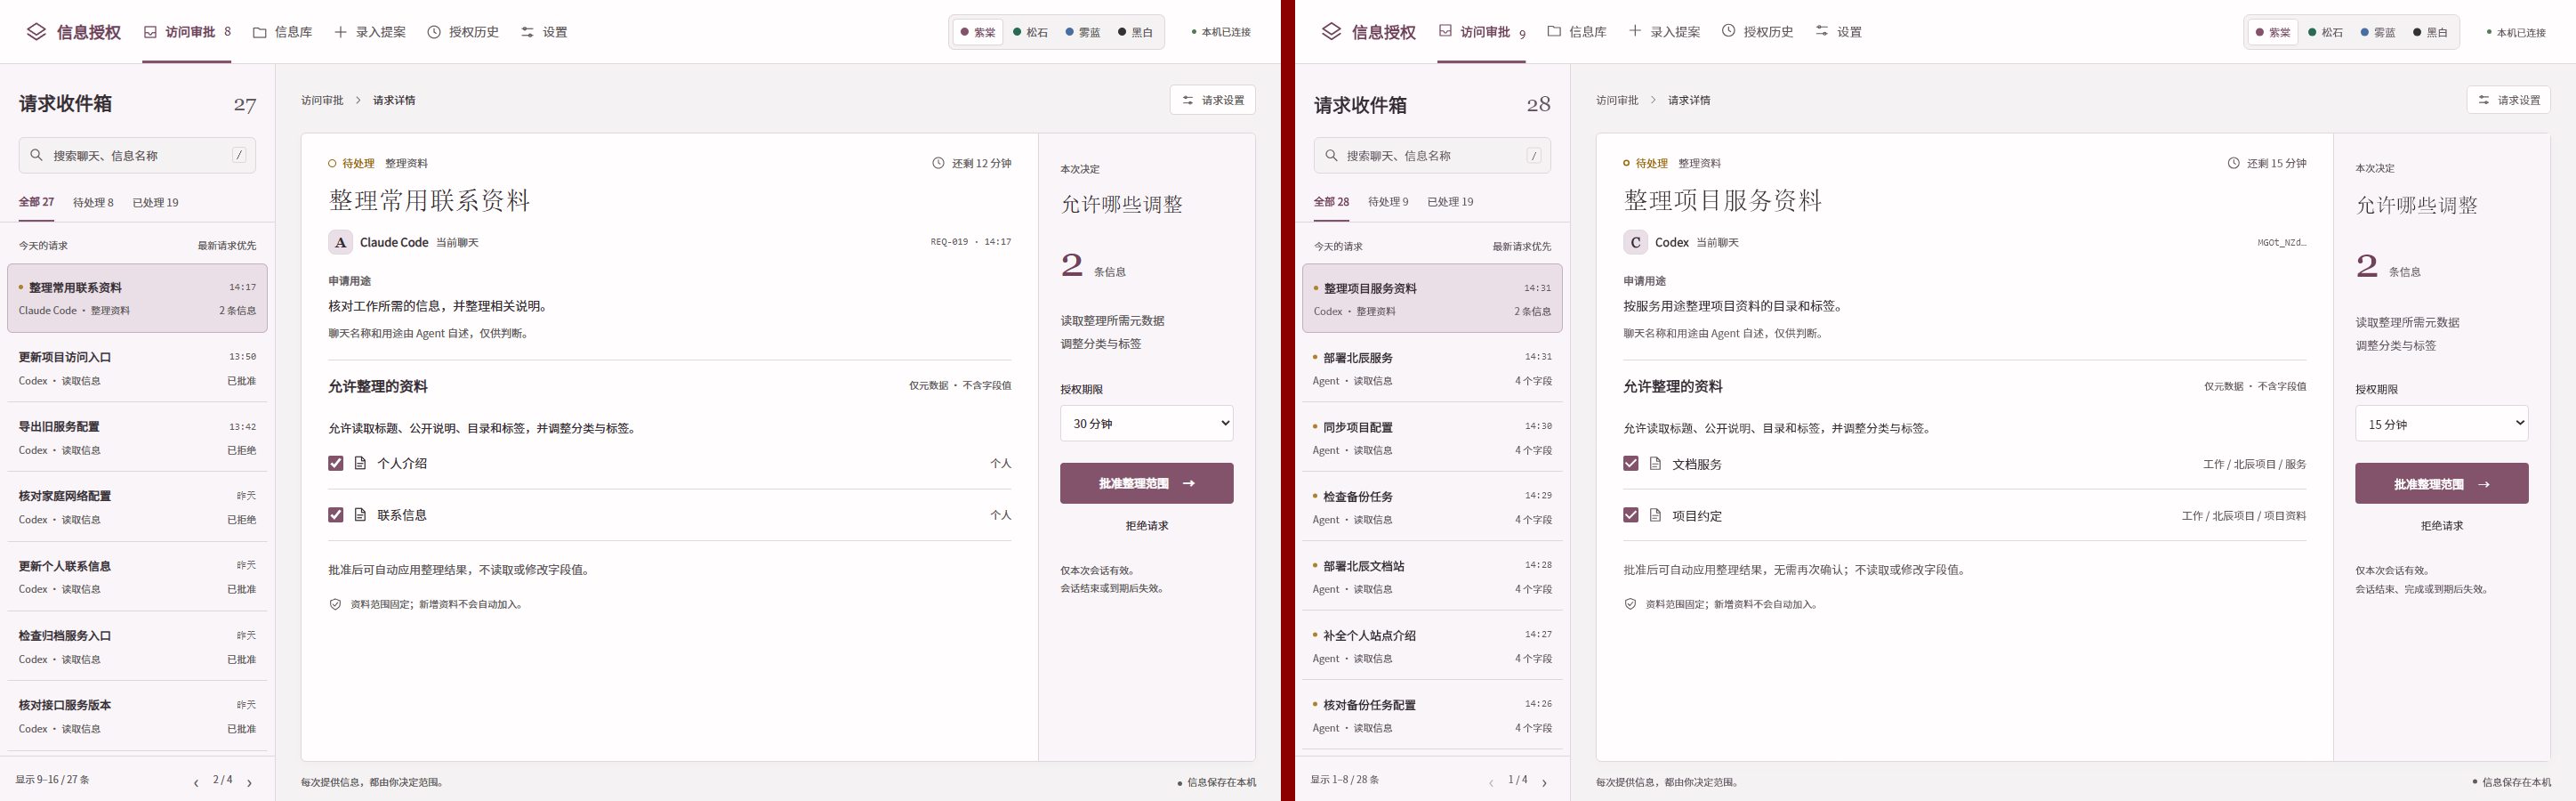 信息授权 访问审批 8 信息库 录入提案 授权历史 设置 紫棠 松石 雾蓝 黑白 本机已连接
请求收件箱 27
搜索聊天、信息名称 /
全部 27 待处理 8 已处理 19
今天的请求 最新请求优先
整理常用联系资料 14:17
Claude Code · 整理资料 2 条信息
更新项目访问入口 13:50
Codex · 读取信息 已批准
导出旧服务配置 13:42
Codex · 读取信息 已拒绝
核对家庭网络配置 昨天
Codex · 读取信息 已拒绝
更新个人联系信息 昨天
Codex · 读取信息 已批准
检查归档服务入口 昨天
Codex · 读取信息 已批准
核对接口服务版本 昨天
Codex · 读取信息 已批准
显示 9–16 / 27 条 ‹ 2 / 4 ›
访问审批 > 请求详情 请求设置
待处理 整理资料 还剩 12 分钟
整理常用联系资料
A Claude Code 当前聊天 REQ-019 · 14:17
申请用途
核对工作所需的信息，并整理相关说明。
聊天名称和用途由 Agent 自述，仅供判断。
允许整理的资料 仅元数据 · 不含字段值
允许读取标题、公开说明、目录和标签，并调整分类与标签。
个人介绍 个人
联系信息 个人
批准后可自动应用整理结果，不读取或修改字段值。
资料范围固定；新增资料不会自动加入。
本次决定
允许哪些调整
2 条信息
读取整理所需元数据
调整分类与标签
授权期限
30 分钟
批准整理范围 →
拒绝请求
仅本次会话有效。
会话结束或到期后失效。
每次提供信息，都由你决定范围。 信息保存在本机
信息授权 访问审批 9 信息库 录入提案 授权历史 设置 紫棠 松石 雾蓝 黑白 本机已连接
请求收件箱 28
搜索聊天、信息名称 /
全部 28 待处理 9 已处理 19
今天的请求 最新请求优先
整理项目服务资料 14:31
Codex · 整理资料 2 条信息
部署北辰服务 14:31
Agent · 读取信息 4 个字段
同步项目配置 14:30
Agent · 读取信息 4 个字段
检查备份任务 14:29
Agent · 读取信息 4 个字段
部署北辰文档站 14:28
Agent · 读取信息 4 个字段
补全个人站点介绍 14:27
Agent · 读取信息 4 个字段
核对备份任务配置 14:26
Agent · 读取信息 4 个字段
显示 1–8 / 28 条 ‹ 1 / 4 ›
访问审批 > 请求详情 请求设置
待处理 整理资料 还剩 15 分钟
整理项目服务资料
C Codex 当前聊天 MGOt_NZd…
申请用途
按服务用途整理项目资料的目录和标签。
聊天名称和用途由 Agent 自述，仅供判断。
允许整理的资料 仅元数据 · 不含字段值
允许读取标题、公开说明、目录和标签，并调整分类与标签。
文档服务 工作 / 北辰项目 / 服务
项目约定 工作 / 北辰项目 / 项目资料
批准后可自动应用整理结果，无需再次确认；不读取或修改字段值。
资料范围固定；新增资料不会自动加入。
本次决定
允许哪些调整
2 条信息
读取整理所需元数据
调整分类与标签
授权期限
15 分钟
批准整理范围 →
拒绝请求
仅本次会话有效。
会话结束、完成或到期后失效。
每次提供信息，都由你决定范围。 信息保存在本机